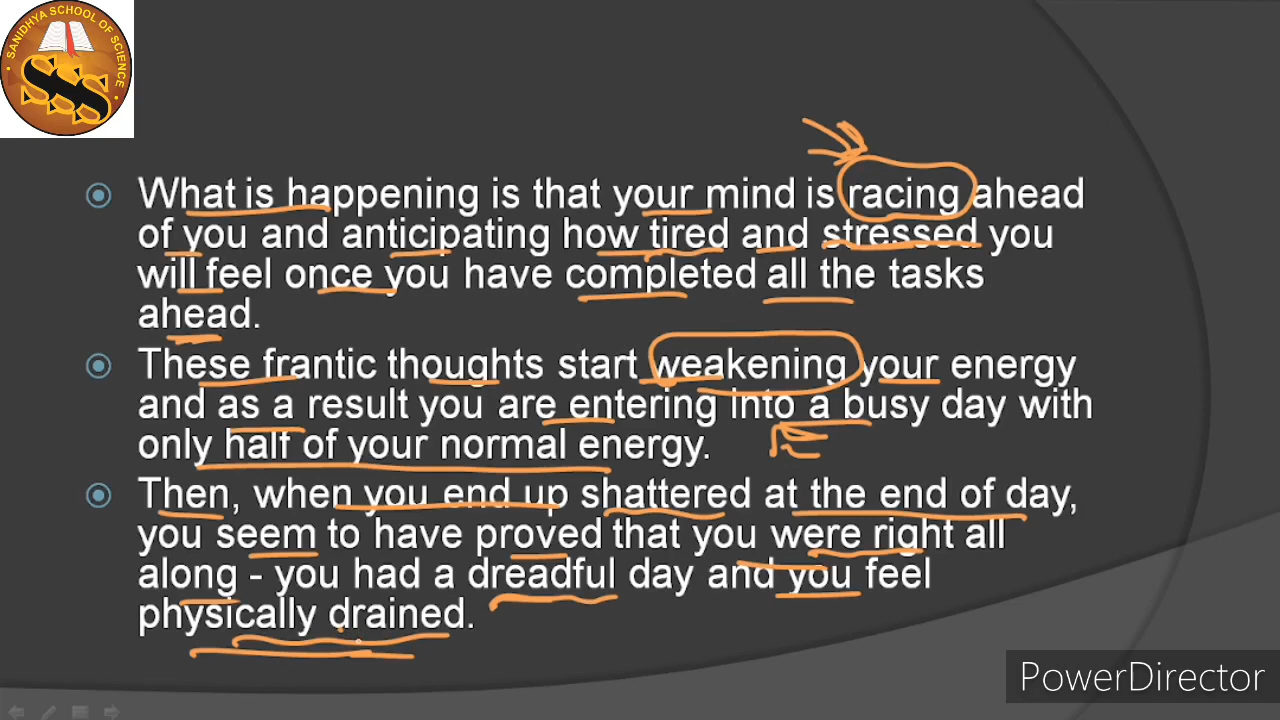 SANIDHYA SCHOOL OF SCIENCE
SSS
What is happening is that your mind is racing ahead
of you and anticipating how tired and stressed you
will feel once you have completed all the tasks
ahead.
These frantic thoughts start weakening your energy
and as a result you are entering into a busy day with
only half of your normal energy.
Then, when you end up shattered at the end of day,
you seem to have proved that you were right all
along - you had a dreadful day and you feel
physically drained.
PowerDirector